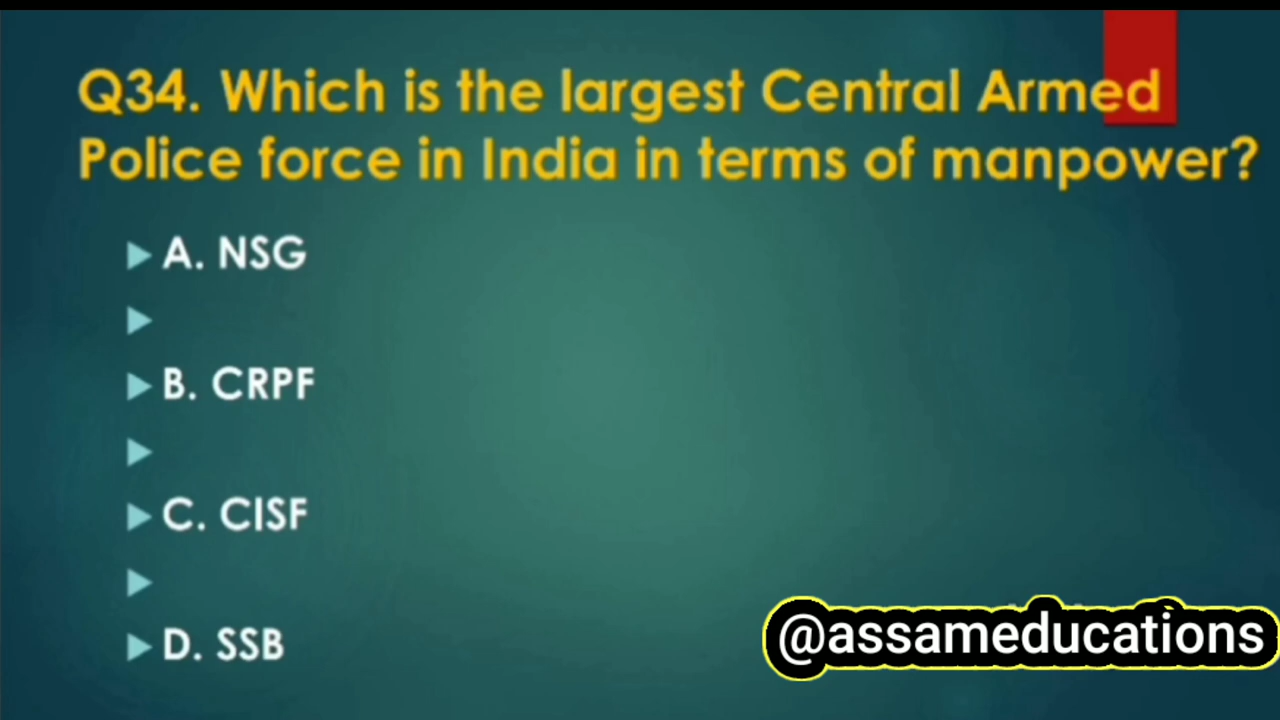 Q34. Which is the largest Central Armed
Police force in India in terms of manpower?
A. NSG
B. CRPF
C. CISF
D. SSB
@assameducations